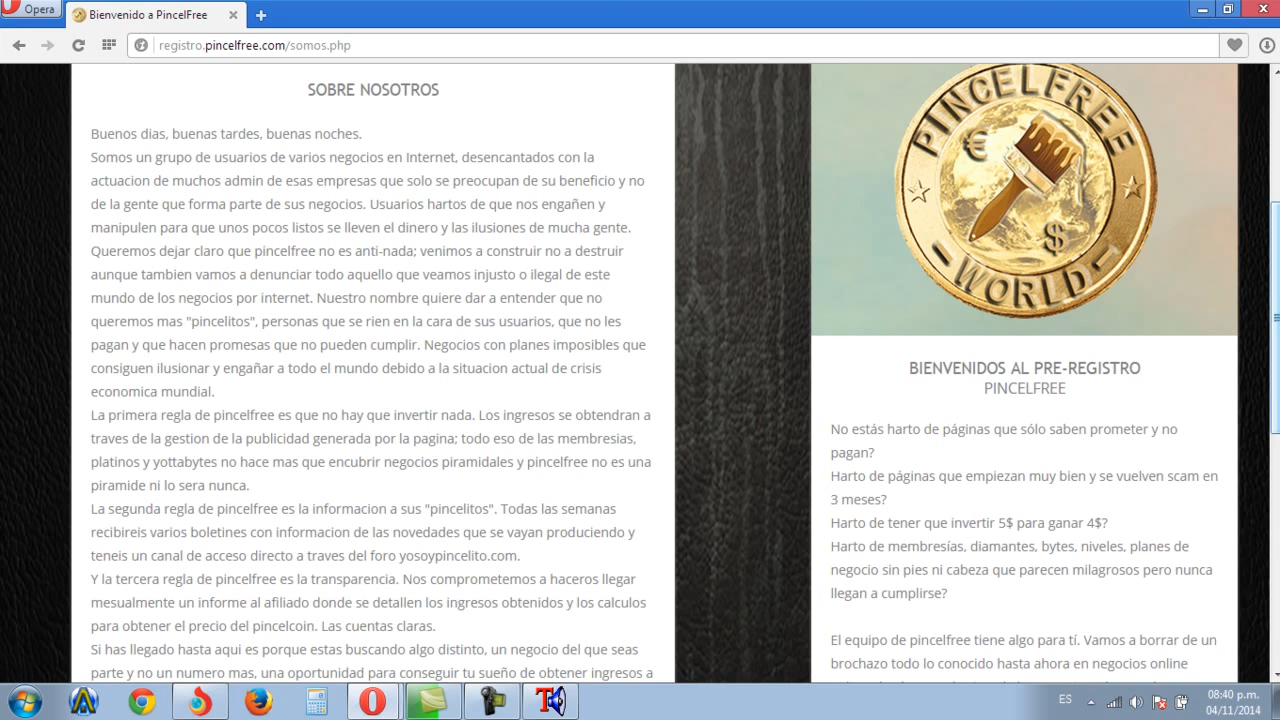 Opera
Bienvenido a PincelFree
registro.pincelfree.com/somos.php
SOBRE NOSOTROS
Buenos dias, buenas tardes, buenas noches.
Somos un grupo de usuarios de varios negocios en Internet, desencantados con la
actuacion de muchos admin de esas empresas que solo se preocupan de su beneficio y no
de la gente que forma parte de sus negocios. Usuarios hartos de que nos engañen y
manipulen para que unos pocos listos se lleven el dinero y las ilusiones de mucha gente.
Queremos dejar claro que pincelfree no es anti-nada; venimos a construir no a destruir
aunque tambien vamos a denunciar todo aquello que veamos injusto o ilegal de este
mundo de los negocios por internet. Nuestro nombre quiere dar a entender que no
queremos mas "pincelitos", personas que se rien en la cara de sus usuarios, que no les
pagan y que hacen promesas que no pueden cumplir. Negocios con planes imposibles que
consiguen ilusionar y engañar a todo el mundo debido a la situacion actual de crisis
economica mundial.
La primera regla de pincelfree es que no hay que invertir nada. Los ingresos se obtendran a
traves de la gestion de la publicidad generada por la pagina; todo eso de las membresias,
platinos y yottabytes no hace mas que encubrir negocios piramidales y pincelfree no es una
piramide ni lo sera nunca.
La segunda regla de pincelfree es la informacion a sus "pincelitos". Todas las semanas
recibireis varios boletines con informacion de las novedades que se vayan produciendo y
teneis un canal de acceso directo a traves del foro yosoypincelito.com.
Y la tercera regla de pincelfree es la transparencia. Nos comprometemos a haceros llegar
mesualmente un informe al afiliado donde se detallen los ingresos obtenidos y los calculos
para obtener el precio del pincelcoin. Las cuentas claras.
Si has llegado hasta aqui es porque estas buscando algo distinto, un negocio del que seas
parte y no un numero mas, una oportunidad para conseguir tu sueño de obtener ingresos a
PINCELFREE
€
$
WORLD
BIENVENIDOS AL PRE-REGISTRO
PINCELFREE
No estás harto de páginas que sólo saben prometer y no
pagan?
Harto de páginas que empiezan muy bien y se vuelven scam en
3 meses?
Harto de tener que invertir 5$ para ganar 4$?
Harto de membresías, diamantes, bytes, niveles, planes de
negocio sin pies ni cabeza que parecen milagrosos pero nunca
llegan a cumplirse?
El equipo de pincelfree tiene algo para tí. Vamos a borrar de un
brochazo todo lo conocido hasta ahora en negocios online
ES
08:40 p.m.
04/11/2014